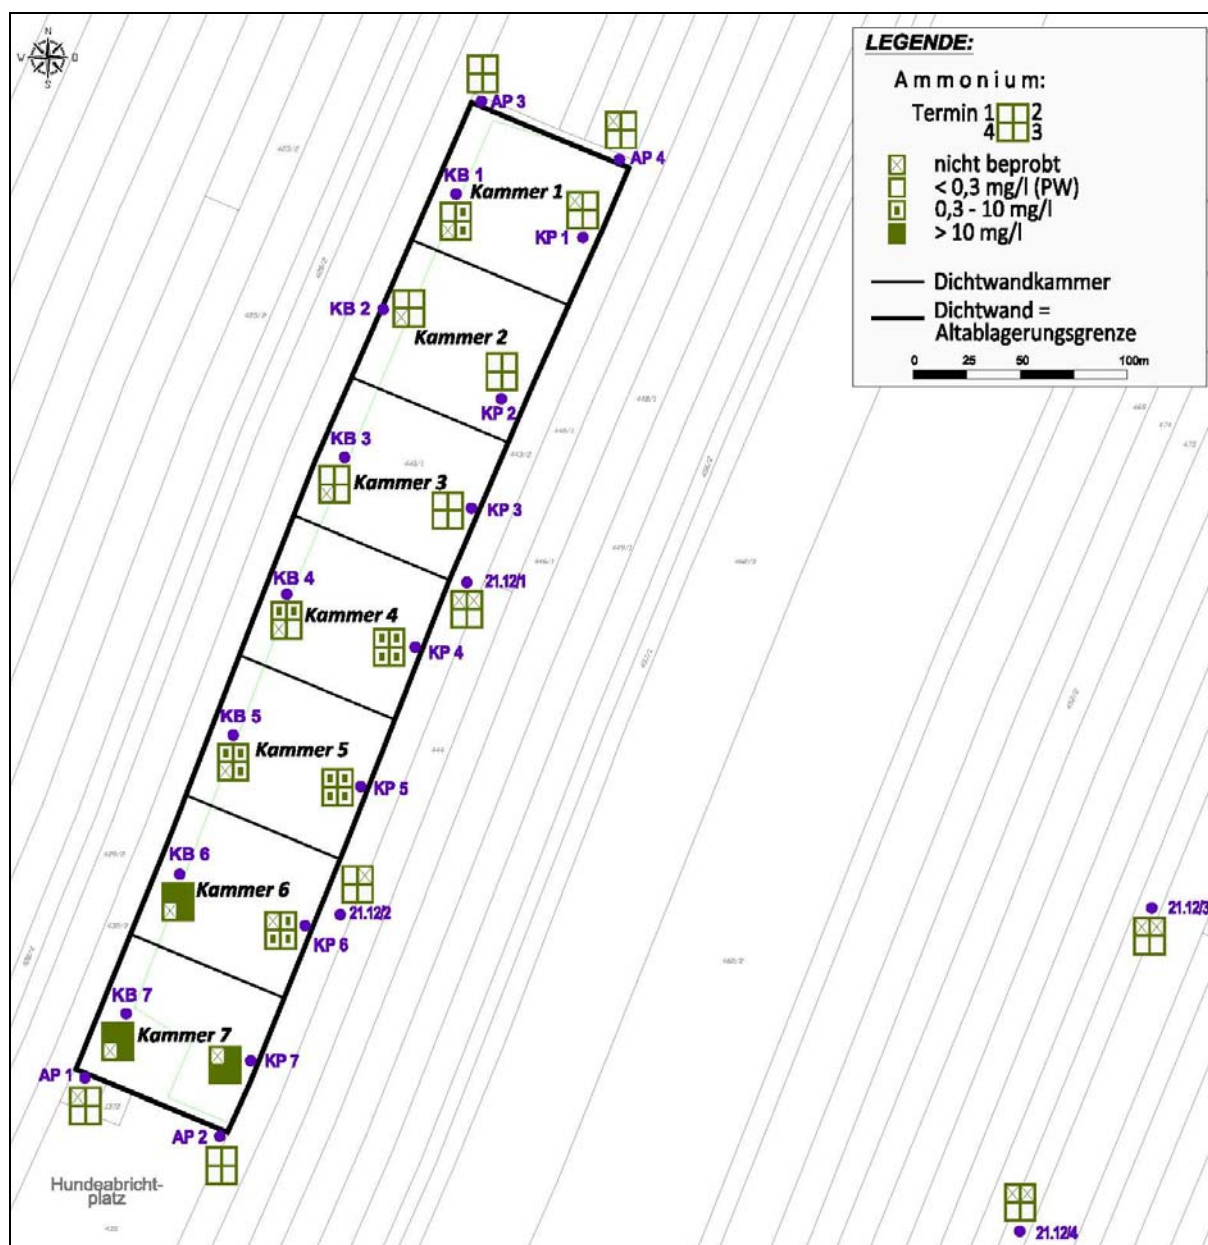 N
W O
S
LEGENDE:
Ammonium:
Termin 1 2
4 3
nicht beprobt
< 0,3 mg/l (PW)
0,3 - 10 mg/l
> 10 mg/l
Dichtwandkammer
Dichtwand =
Altablagerungsgrenze
0 25 50 100m
AP 3
AP 4
KB 1
Kammer 1
KP 1
KB 2
Kammer 2
KP 2
KB 3
Kammer 3
KP 3
21.12/1
KB 4
Kammer 4
KP 4
KB 5
Kammer 5
KP 5
KB 6
Kammer 6
21.12/2
KP 6
21.12/3
KB 7
Kammer 7
KP 7
AP 1
AP 2
Hundeabricht-
platz
21.12/4
444